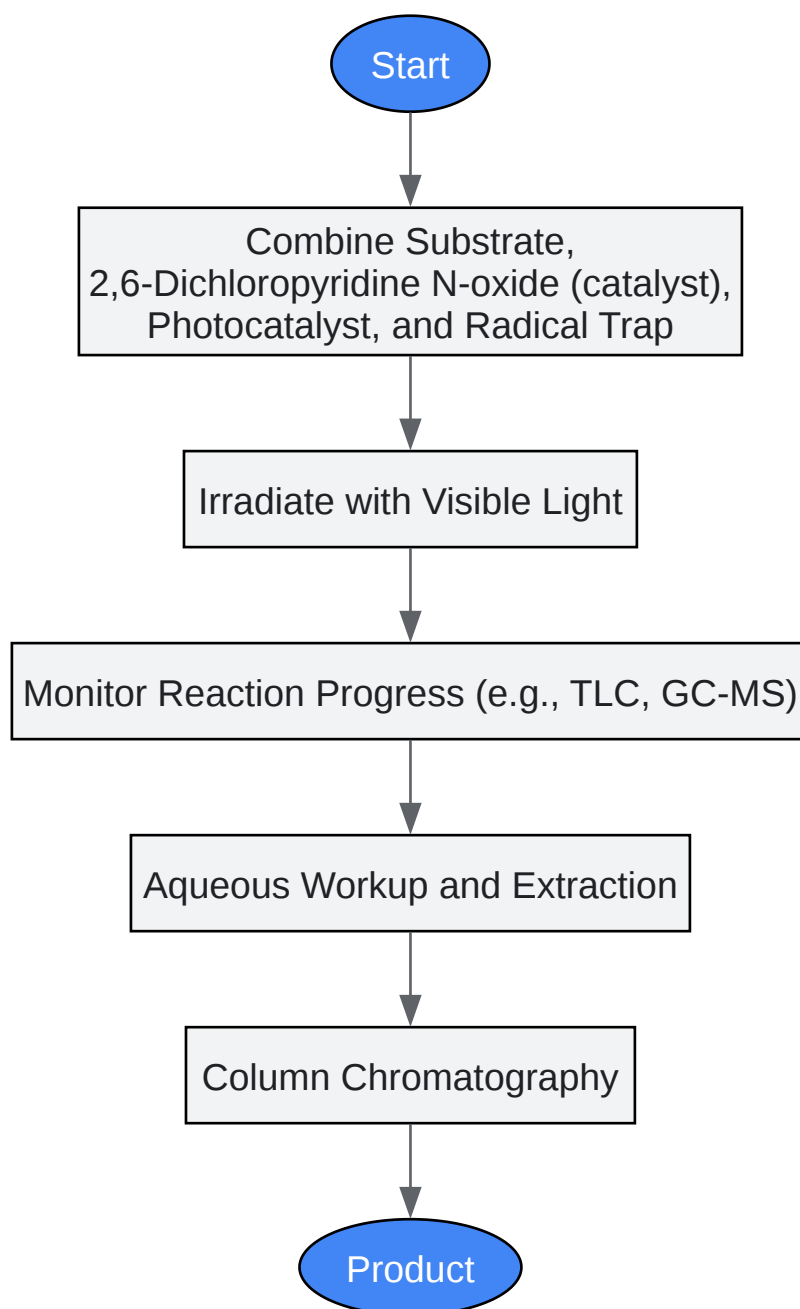 Start
Combine Substrate,
2,6-Dichloropyridine N-oxide (catalyst),
Photocatalyst, and Radical Trap
Irradiate with Visible Light
Monitor Reaction Progress (e.g., TLC, GC-MS)
Aqueous Workup and Extraction
Column Chromatography
Product